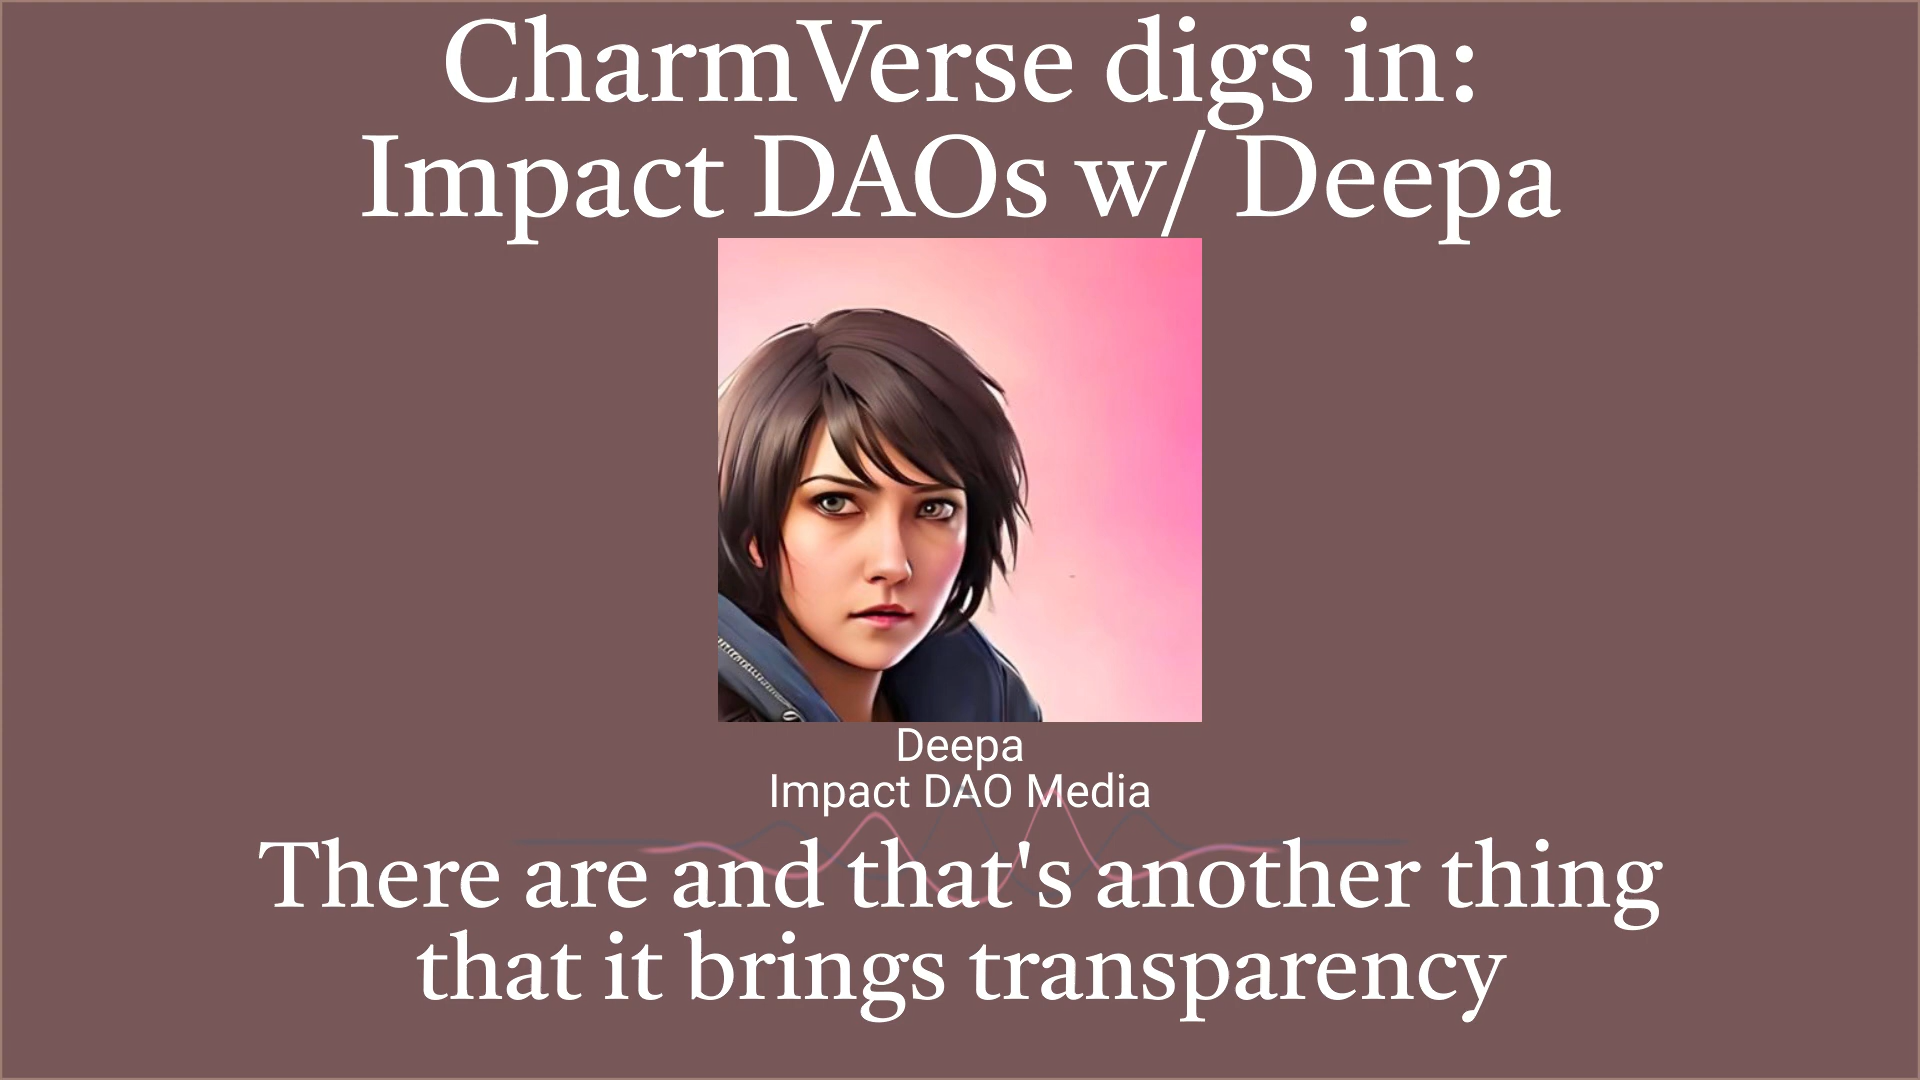 CharmVerse digs in:
Impact DAOs w/ Deepa
Deepa
Impact DAO Media
There are and that's another thing
that it brings transparency